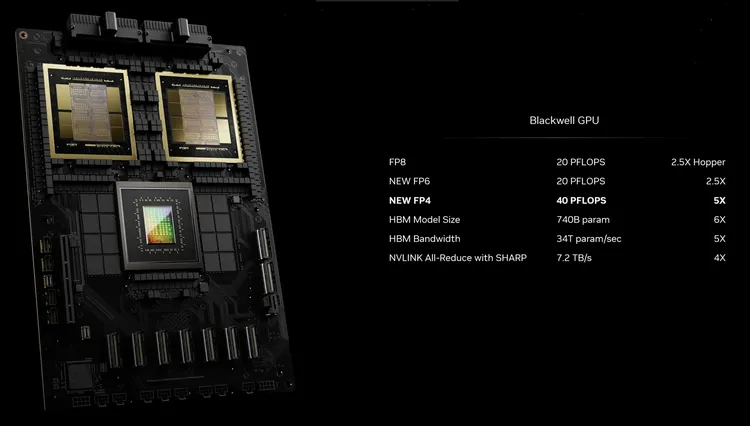 Blackwell GPU
FP8 20 PFLOPS 2.5X Hopper
NEW FP6 20 PFLOPS 2.5X
NEW FP4 40 PFLOPS 5X
HBM Model Size 740B param 6X
HBM Bandwidth 34T param/sec 5X
NVLINK All-Reduce with SHARP 7.2 TB/s 4X